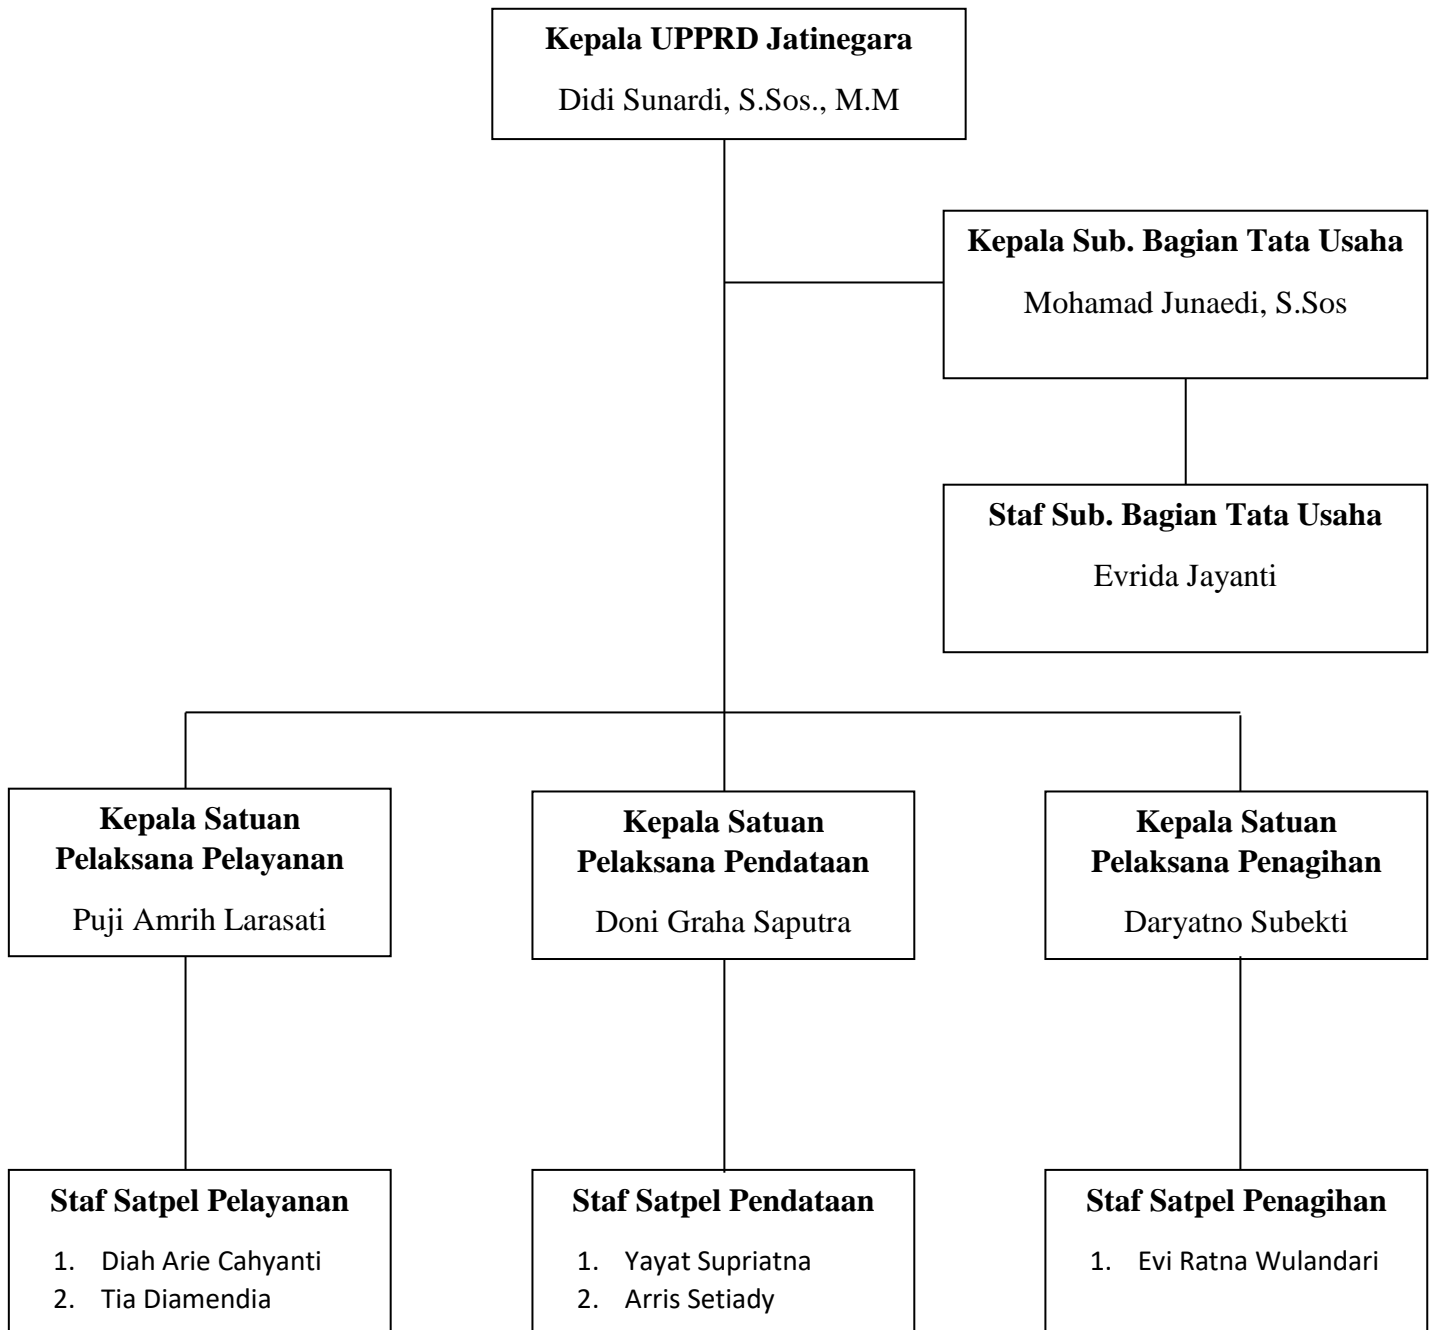 Kepala UPPRD Jatinegara
Didi Sunardi, S.Sos., M.M
Kepala Sub. Bagian Tata Usaha
Mohamad Junaedi, S.Sos
Staf Sub. Bagian Tata Usaha
Evrida Jayanti
Kepala Satuan
Pelaksana Pelayanan
Puji Amrih Larasati
Kepala Satuan
Pelaksana Pendataan
Doni Graha Saputra
Kepala Satuan
Pelaksana Penagihan
Daryatno Subekti
Staf Satpel Pelayanan
1. Diah Arie Cahyanti
2. Tia Diamendia
Staf Satpel Pendataan
1. Yayat Supriatna
2. Arris Setiady
Staf Satpel Penagihan
1. Evi Ratna Wulandari